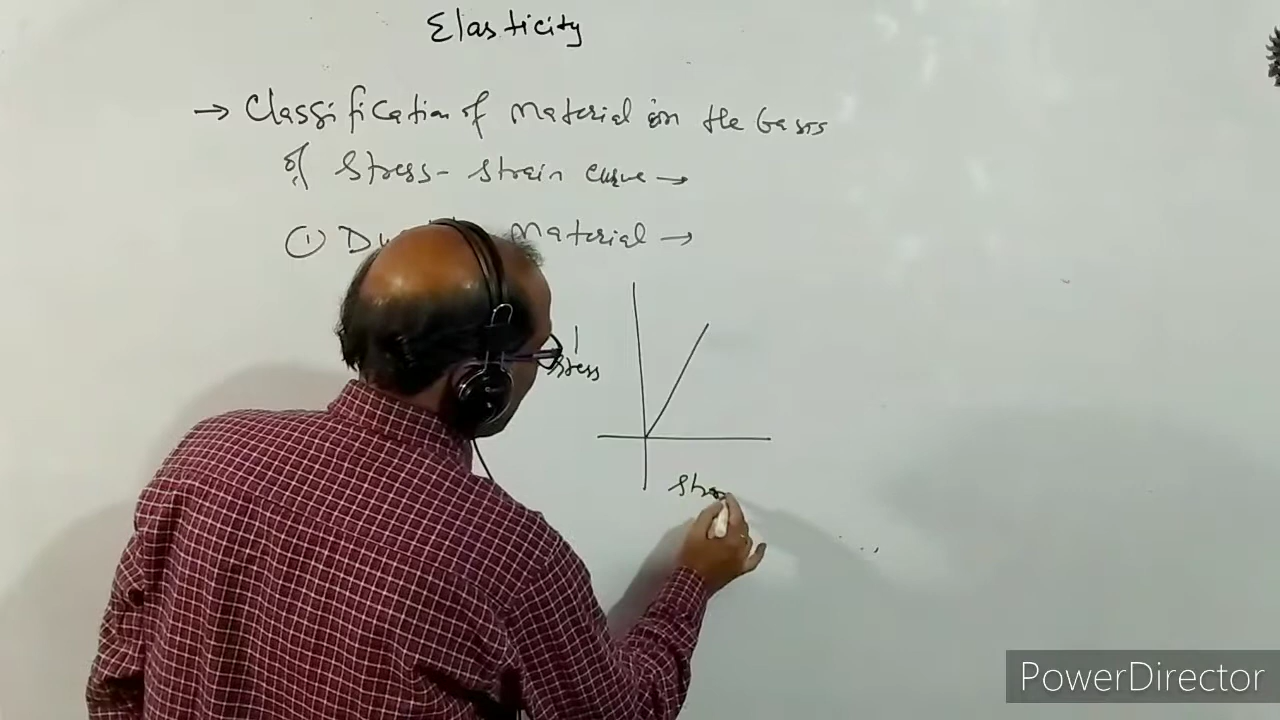 Elasticity
→ Classification of Material on the basis
of Stress - Strain curve →
① Material →
Stress
PowerDirector